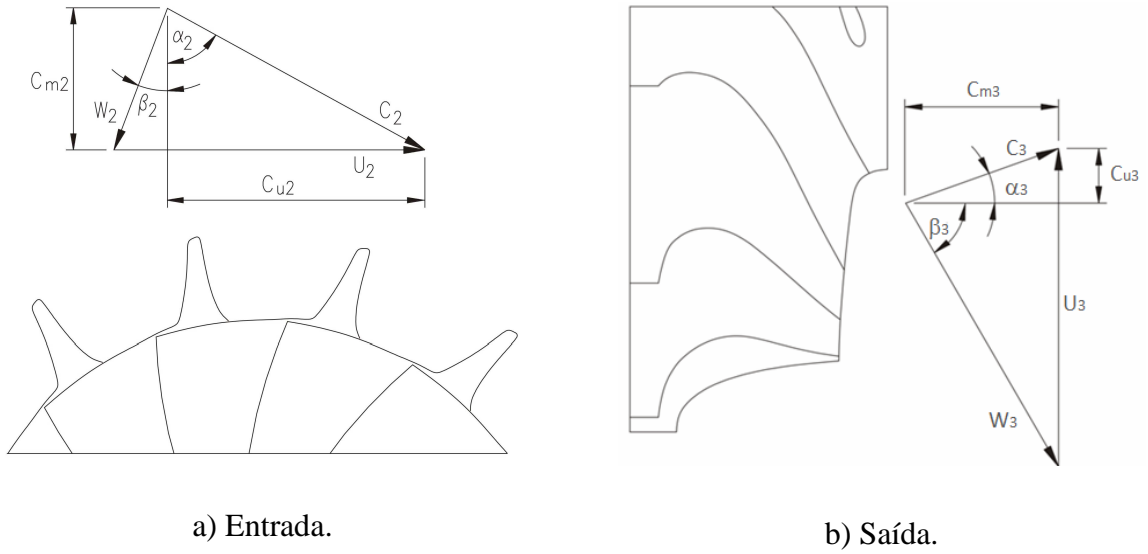 α2
Cm2
β2
W2
C2
U2
Cu2
Cm3
C3
Cu3
α3
β3
U3
W3
a) Entrada.
b) Saída.